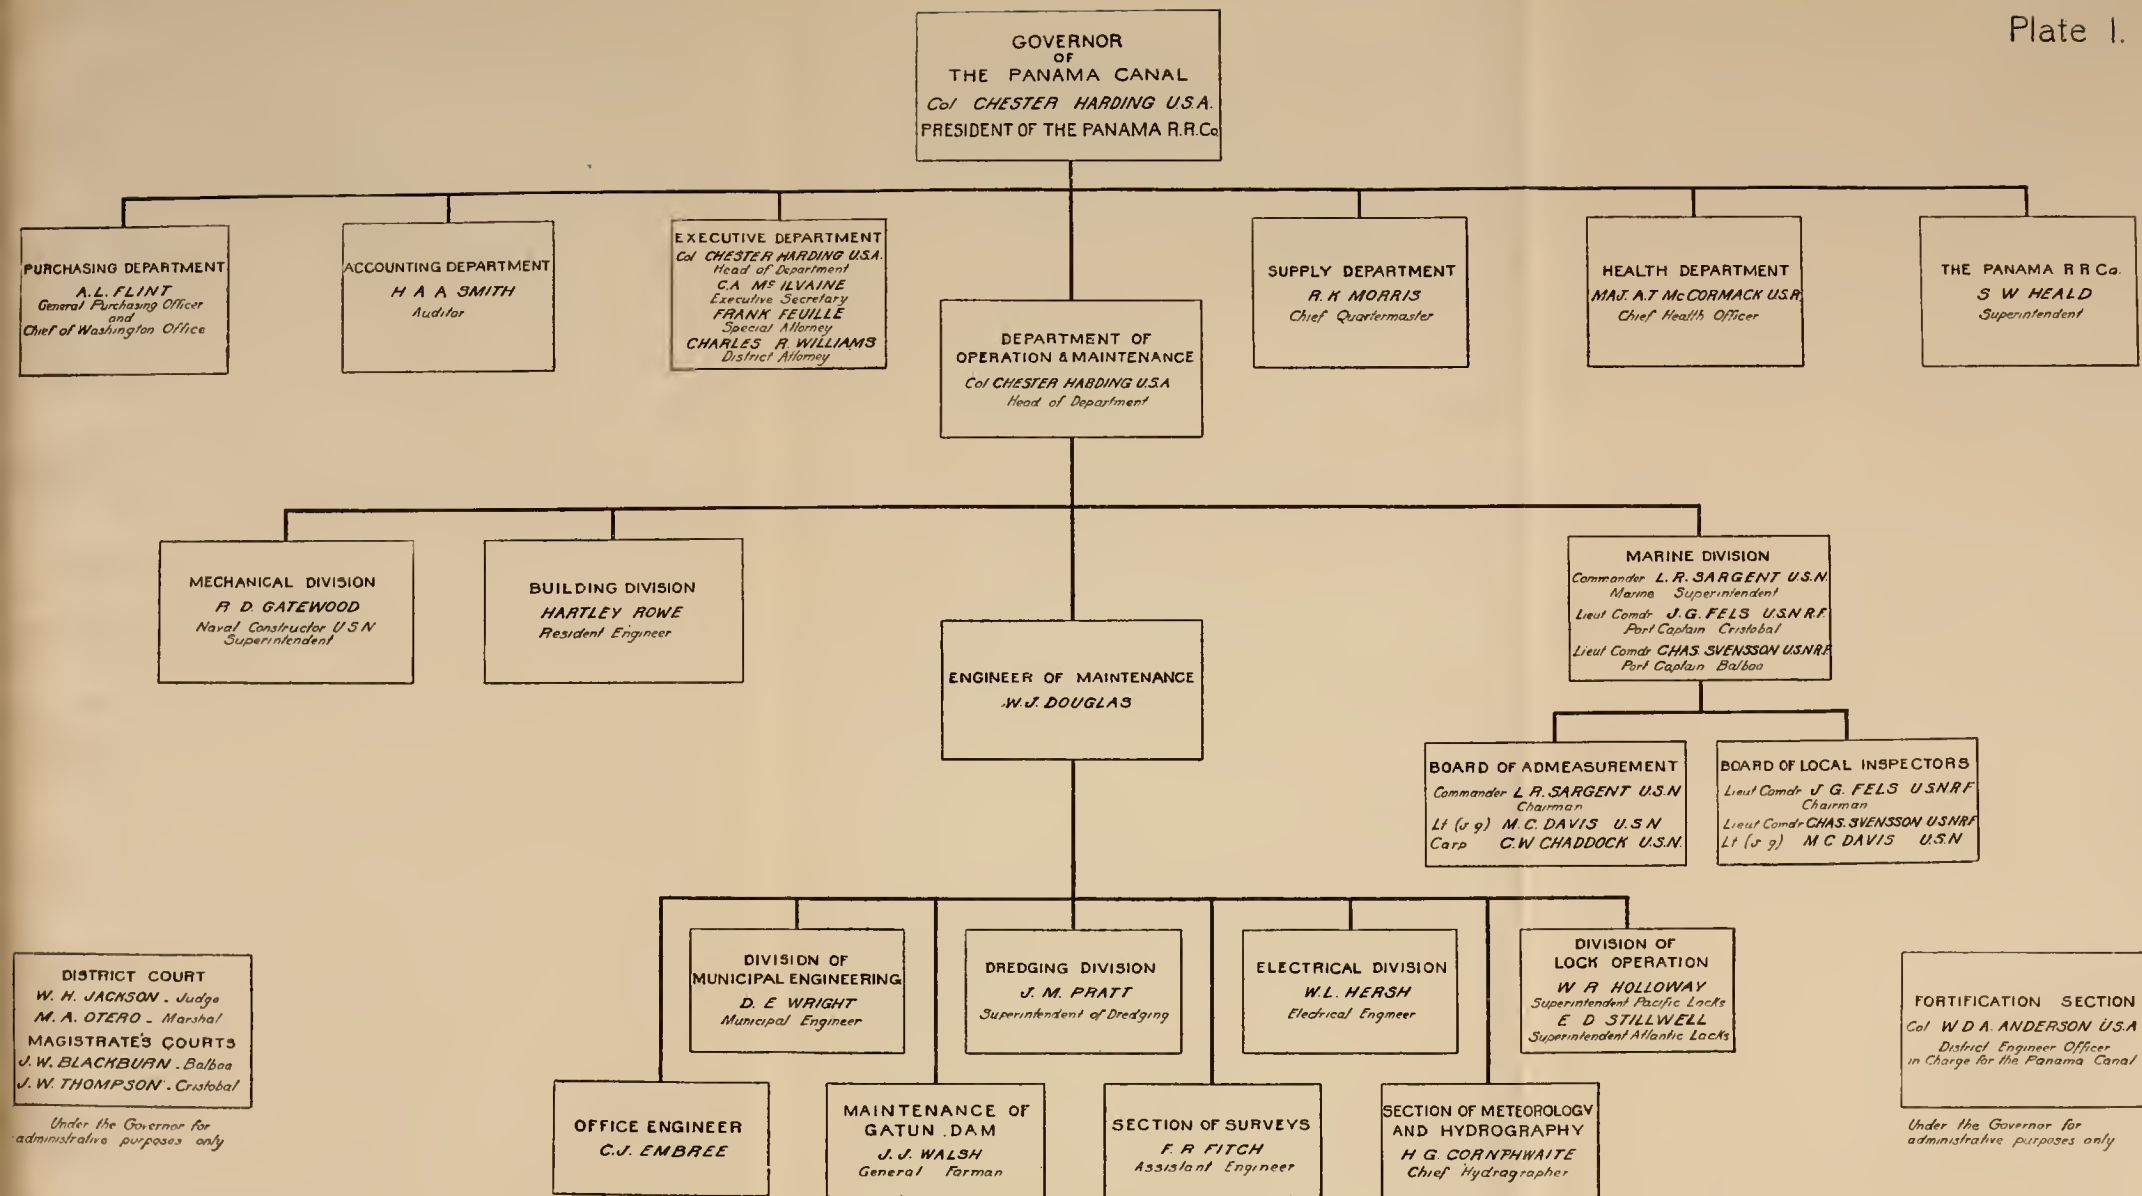 Plate I.
GOVERNOR
OF
THE PANAMA CANAL
Col CHESTER HARDING U.S.A.
PRESIDENT OF THE PANAMA R.R.Co
PURCHASING DEPARTMENT
A.L. FLINT
General Purchasing Officer
and
Chief of Washington Office
ACCOUNTING DEPARTMENT
H A A SMITH
Auditor
EXECUTIVE DEPARTMENT
Col CHESTER HARDING U.S.A.
Head of Department
C.A Mc ILVAINE
Executive Secretary
FRANK FEUILLE
Special Attorney
CHARLES R. WILLIAMS
District Attorney
DEPARTMENT OF
OPERATION & MAINTENANCE
Col CHESTER HARDING U.S.A
Head of Department
SUPPLY DEPARTMENT
R. K MORRIS
Chief Quartermaster
HEALTH DEPARTMENT
MAJ. A.T McCORMACK U.S.R
Chief Health Officer
THE PANAMA R R Co.
S W HEALD
Superintendent
MECHANICAL DIVISION
R D. GATEWOOD
Naval Constructor U S N
Superintendent
BUILDING DIVISION
HARTLEY ROWE
Resident Engineer
ENGINEER OF MAINTENANCE
W. J. DOUGLAS
MARINE DIVISION
Commander L. R. SARGENT U.S.N.
Marine Superintendent
Lieut Comdr J. G. FELS U.S.N R.F.
Port Captain Cristobal
Lieut Comdr CHAS. SVENSSON U.S.N.R.F
Port Captain Balboa
BOARD OF ADMEASUREMENT
Commander L R. SARGENT U.S.N
Chairman
Lt (J g) M. C. DAVIS U. S N
Carp C. W CHADDOCK U.S.N.
BOARD OF LOCAL INSPECTORS
Lieut Comdr J G. FELS U.S.N.R F
Chairman
Lieut Comdr CHAS. SVENSSON U.S.N.R.F
Lt (J g) M C DAVIS U.S.N
DIVISION OF
MUNICIPAL ENGINEERING
D. E WRIGHT
Municipal Engineer
DREDGING DIVISION
J. M. PRATT
Superintendent of Dredging
ELECTRICAL DIVISION
W. L. HERSH
Electrical Engineer
DIVISION OF
LOCK OPERATION
W R HOLLOWAY
Superintendent Pacific Locks
E D STILLWELL
Superintendent Atlantic Locks
DISTRICT COURT
W. H. JACKSON - Judge
M. A. OTERO - Marshal
MAGISTRATE'S COURTS
J. W. BLACKBURN - Balboa
J. W. THOMPSON - Cristobal
Under the Governor for
administrative purposes only
OFFICE ENGINEER
C. J. EMBREE
MAINTENANCE OF
GATUN DAM
J. J. WALSH
General Forman
SECTION OF SURVEYS
F. R FITCH
Assistant Engineer
SECTION OF METEOROLOGY
AND HYDROGRAPHY
H G. CORNTHWAITE
Chief Hydrographer
FORTIFICATION SECTION
Col W D A. ANDERSON U.S.A
District Engineer Officer
in Charge for the Panama Canal
Under the Governor for
administrative purposes only